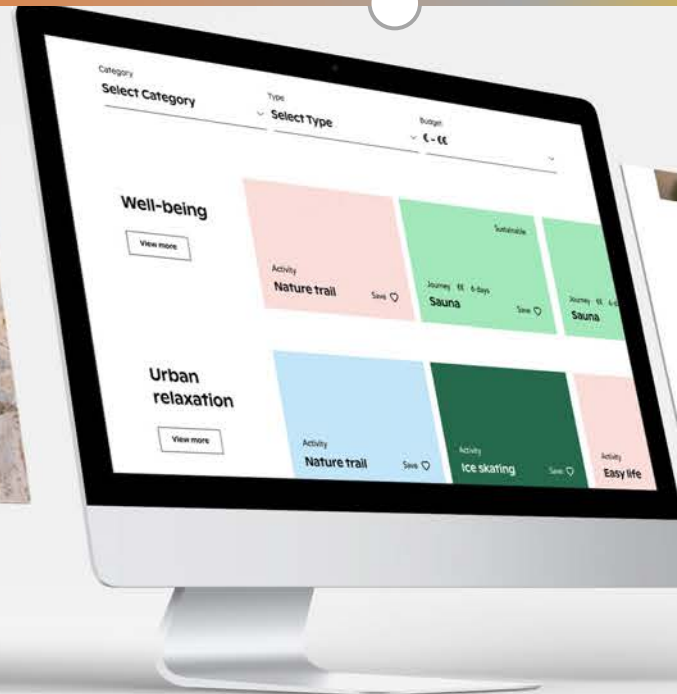 Category
Select Category
Type
Select Type
Budget
€ - €€
Well-being
View more
Activity
Nature trail
Save
Sustainable
Journey €€ 6-days
Sauna
Save
Journey €€
Sauna
Urban
relaxation
View more
Activity
Nature trail
Save
Activity
Ice skating
Save
Activity
Easy life